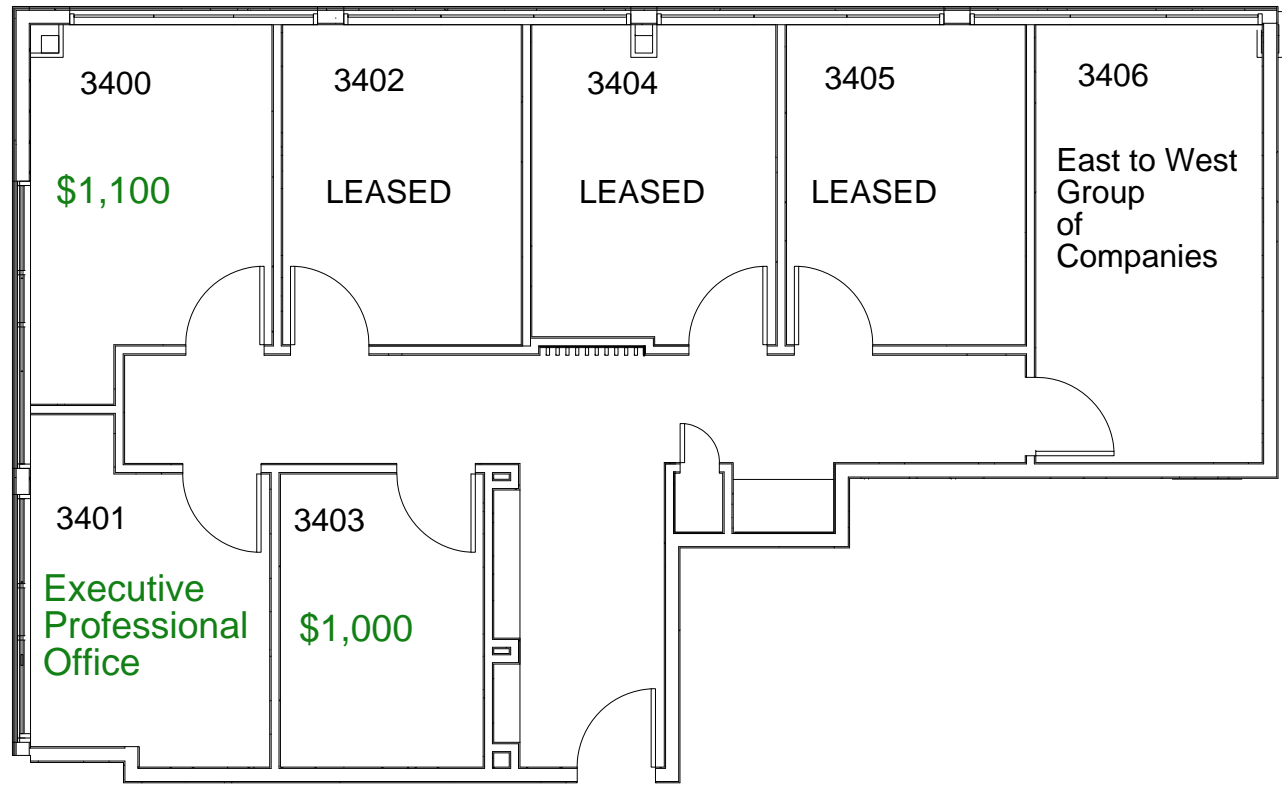 3400
$1,100
3402
LEASED
3404
LEASED
3405
LEASED
3406
East to West
Group
of
Companies
3401
Executive
Professional
Office
3403
$1,000